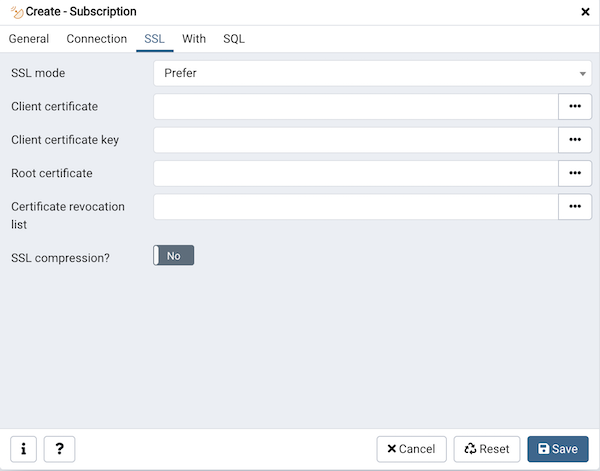 Create - Subscription
General Connection SSL With SQL
SSL mode Prefer
Client certificate
Client certificate key
Root certificate
Certificate revocation
list
SSL compression? No
i ? Cancel Reset Save